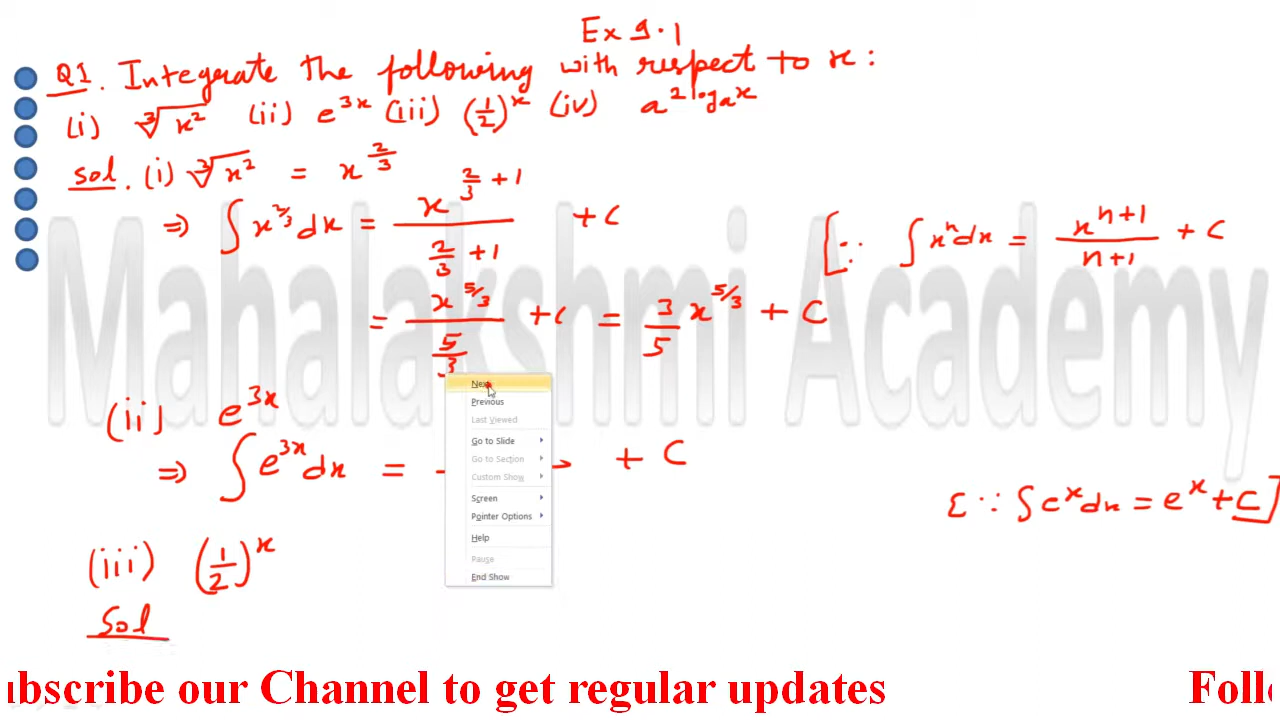 Ex 9.1
Q1. Integrate the following with respect to x:
(i) ∛x² (ii) e^3x (iii) (1/2)^x (iv) a^2logₐx
Sol. (i) ∛x² = x^2/3
⇒ ∫x^2/3 dx = x^(2/3 + 1) / (2/3 + 1) + C [∵ ∫x^n dx = x^(n+1) / (n+1) + C
= x^5/3 / (5/3) + C = 3/5 x^5/3 + C
(ii) e^3x
⇒ ∫e^3x dx = + C
[∵ ∫e^x dx = e^x + C]
(iii) (1/2)^x
Sol
Mahalakshmi Academy
Next
Previous
Last Viewed
Go to Slide
Go to Section
Custom Show
Screen
Pointer Options
Help
Pause
End Show
ubscribe our Channel to get regular updates Follo